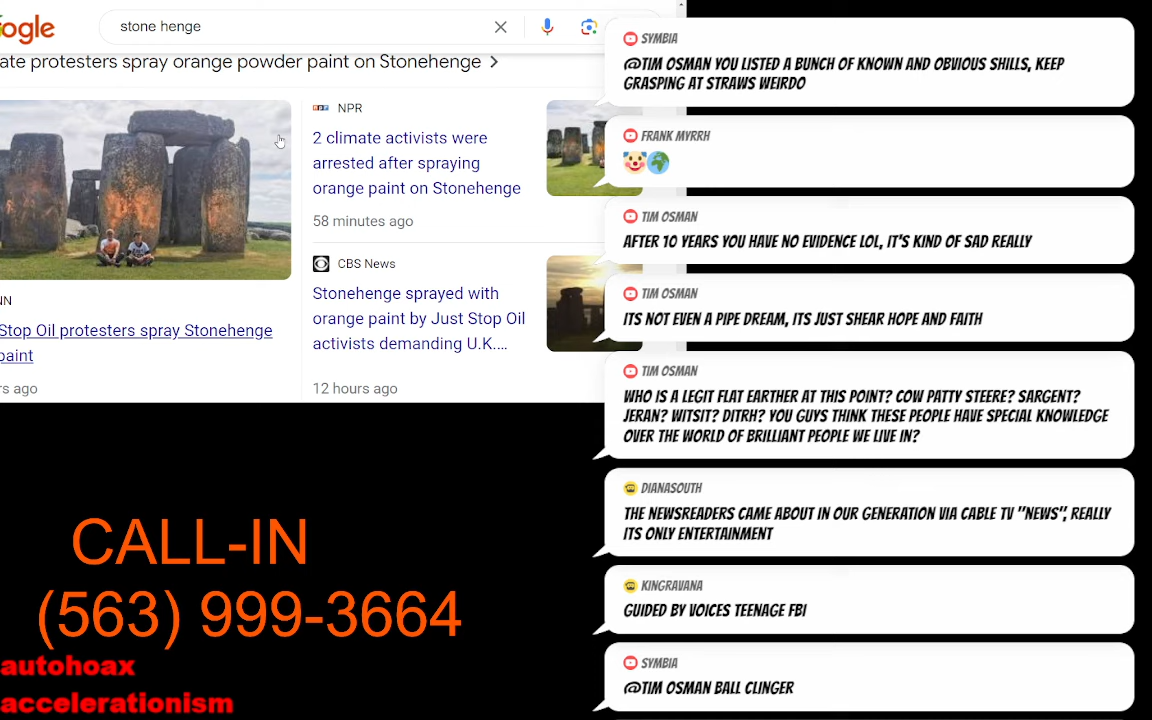 ogle
stone henge
ate protesters spray orange powder paint on Stonehenge
NPR
2 climate activists were
arrested after spraying
orange paint on Stonehenge
58 minutes ago
CBS News
Stonehenge sprayed with
orange paint by Just Stop Oil
activists demanding U.K....
12 hours ago
NN
Stop Oil protesters spray Stonehenge
paint
rs ago
CALL-IN
(563) 999-3664
autohoax
accelerationism
SYMBIA
@TIM OSMAN YOU LISTED A BUNCH OF KNOWN AND OBVIOUS SHILLS, KEEP
GRASPING AT STRAWS WEIRDO
FRANK MYRRH
🤡🌍
TIM OSMAN
AFTER 10 YEARS YOU HAVE NO EVIDENCE LOL, IT'S KIND OF SAD REALLY
TIM OSMAN
ITS NOT EVEN A PIPE DREAM, ITS JUST SHEAR HOPE AND FAITH
TIM OSMAN
WHO IS A LEGIT FLAT EARTHER AT THIS POINT? COW PATTY STEERE? SARGENT?
JERAN? WITSIT? DITRH? YOU GUYS THINK THESE PEOPLE HAVE SPECIAL KNOWLEDGE
OVER THE WORLD OF BRILLIANT PEOPLE WE LIVE IN?
DIANASOUTH
THE NEWSREADERS CAME ABOUT IN OUR GENERATION VIA CABLE TV "NEWS", REALLY
ITS ONLY ENTERTAINMENT
KINGRAVANA
GUIDED BY VOICES TEENAGE FBI
SYMBIA
@TIM OSMAN BALL CLINGER